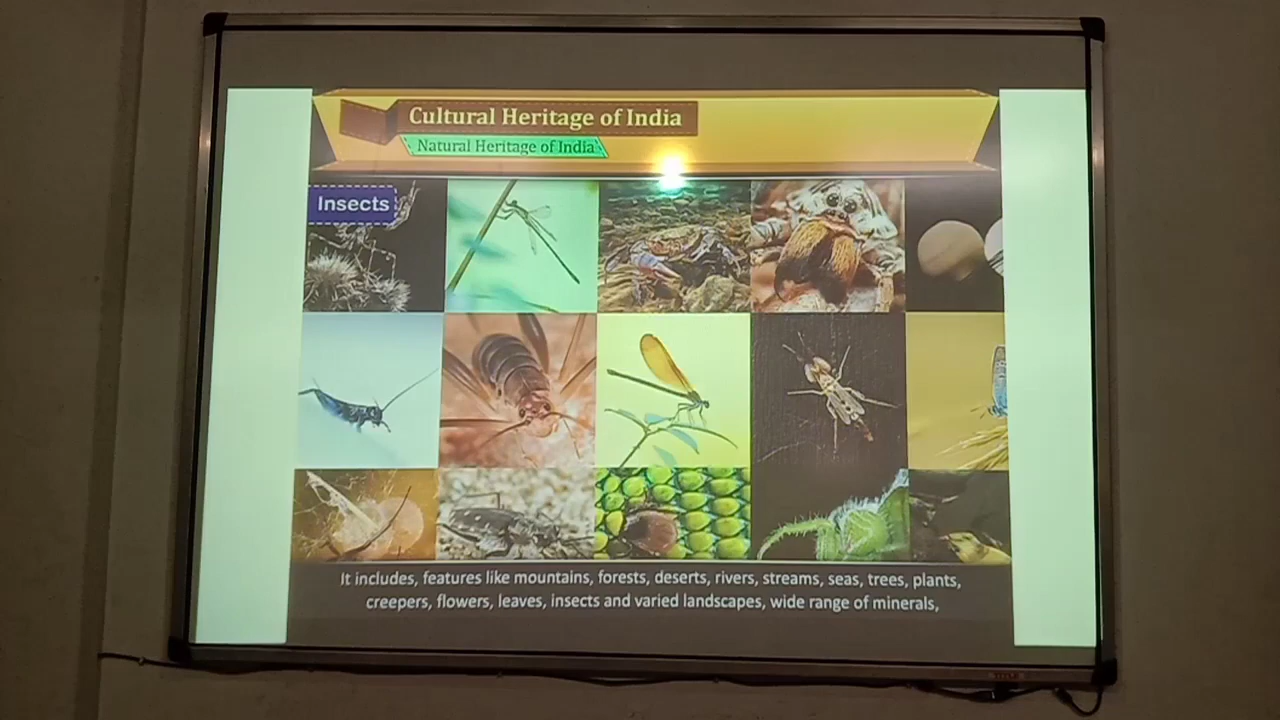 Cultural Heritage of India
Natural Heritage of India
Insects
It includes, features like mountains, forests, deserts, rivers, streams, seas, trees, plants,
creepers, flowers, leaves, insects and varied landscapes, wide range of minerals,